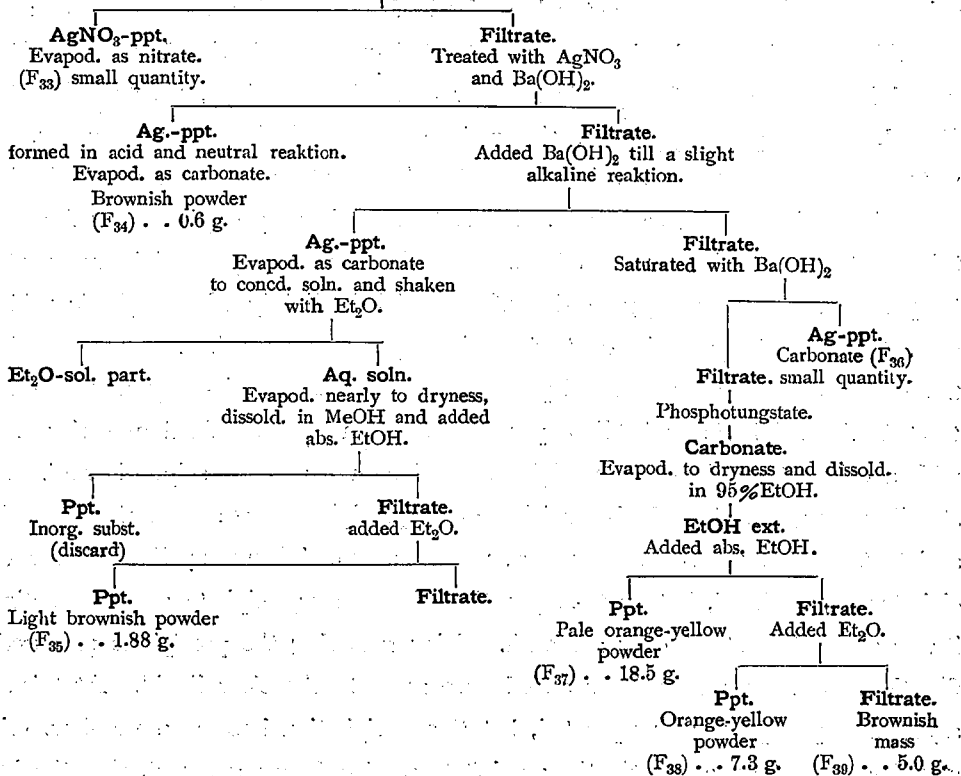 AgNO₃-ppt.
Evapod. as nitrate.
(F₃₃) small quantity.
Filtrate.
Treated with AgNO₃
and Ba(OH)₂.
Ag.-ppt.
formed in acid and neutral reaktion.
Evapod. as carbonate.
Brownish powder
(F₃₄) . . 0.6 g.
Filtrate.
Added Ba(OH)₂ till a slight
alkaline reaktion.
Ag.-ppt.
Evapod. as carbonate
to concd. soln. and shaken
with Et₂O.
Filtrate.
Saturated with Ba(OH)₂
Et₂O-sol. part.
Aq. soln.
Evapod. nearly to dryness,
dissold. in MeOH and added
abs. EtOH.
Ag-ppt.
Carbonate (F₃₆)
small quantity.
Filtrate.
Phosphotungstate.
Carbonate.
Evapod. to dryness and dissold.
in 95% EtOH.
EtOH ext.
Added abs. EtOH.
Ppt.
Inorg. subst.
(discard)
Filtrate.
added Et₂O.
Ppt.
Light brownish powder
(F₃₅) . . 1.88 g.
Filtrate.
Ppt.
Pale orange-yellow
powder
(F₃₇) . . 18.5 g.
Filtrate.
Added Et₂O.
Ppt.
Orange-yellow
powder
(F₃₈) . . 7.3 g.
Filtrate.
Brownish
mass
(F₃₉) . . 5.0 g.